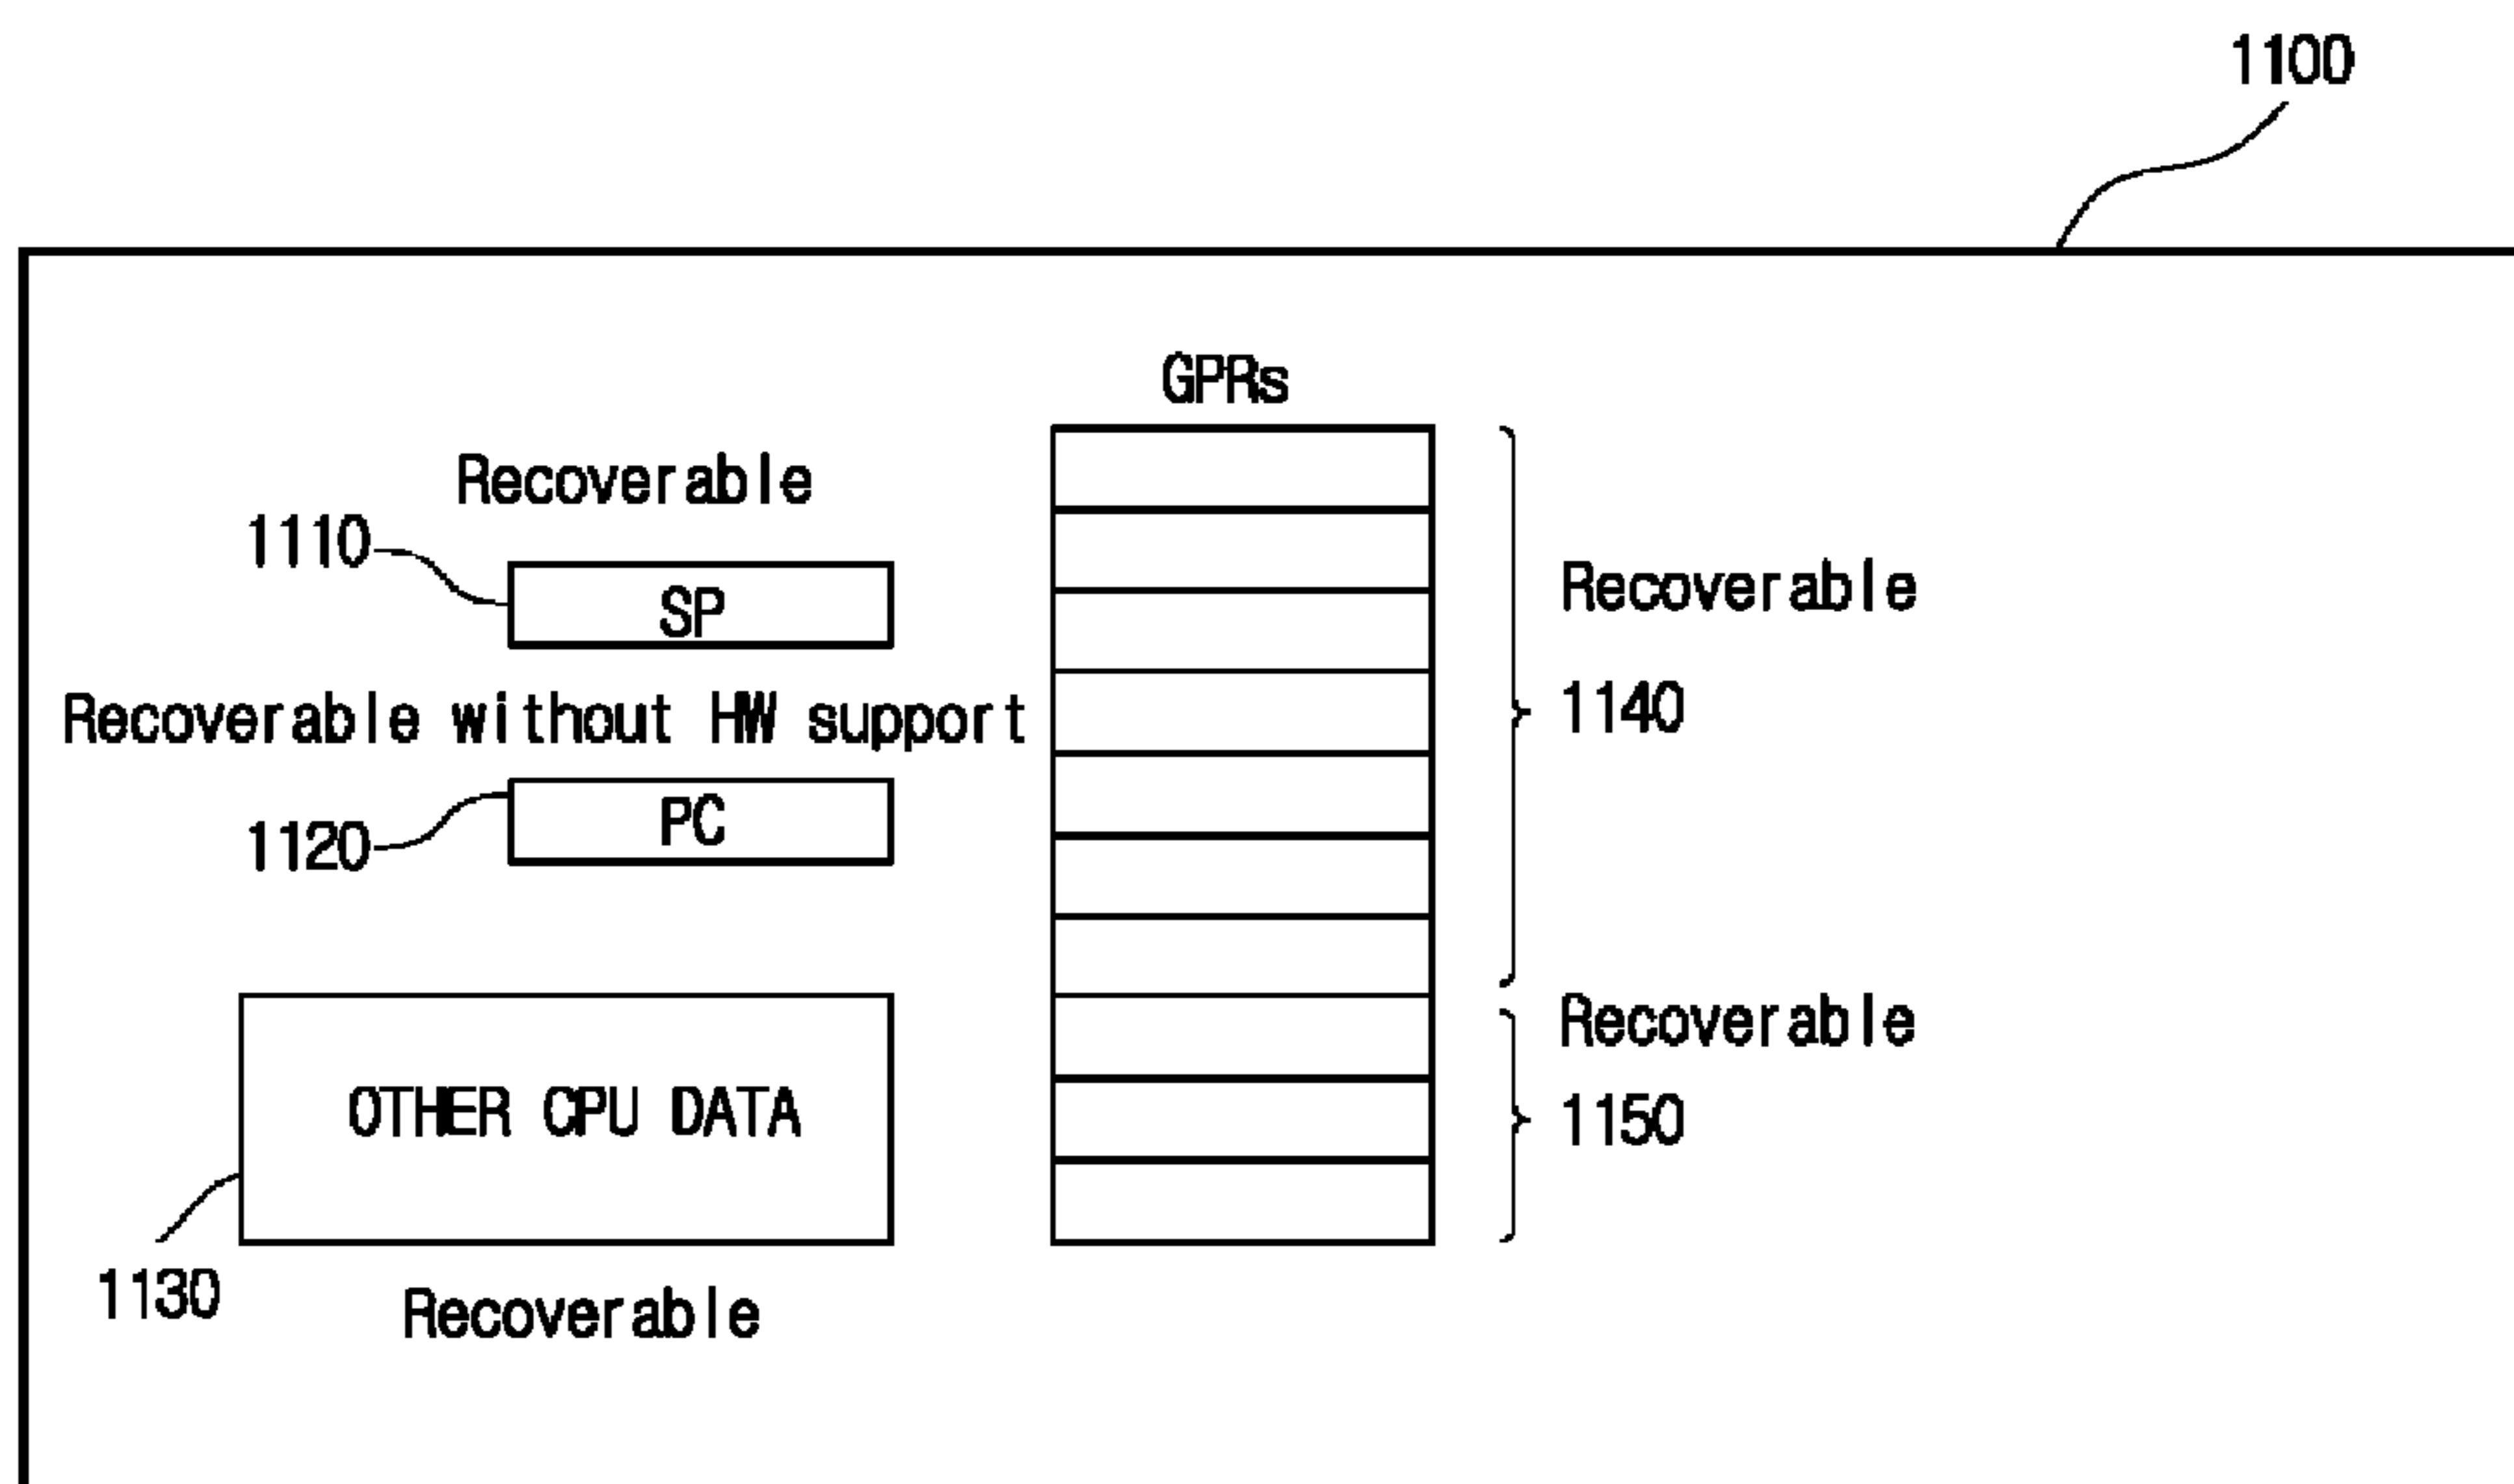 1100
GPRs
Recoverable
1110
SP
Recoverable
Recoverable without HW support
1140
PC
1120
Recoverable
OTHER CPU DATA
1150
1130
Recoverable